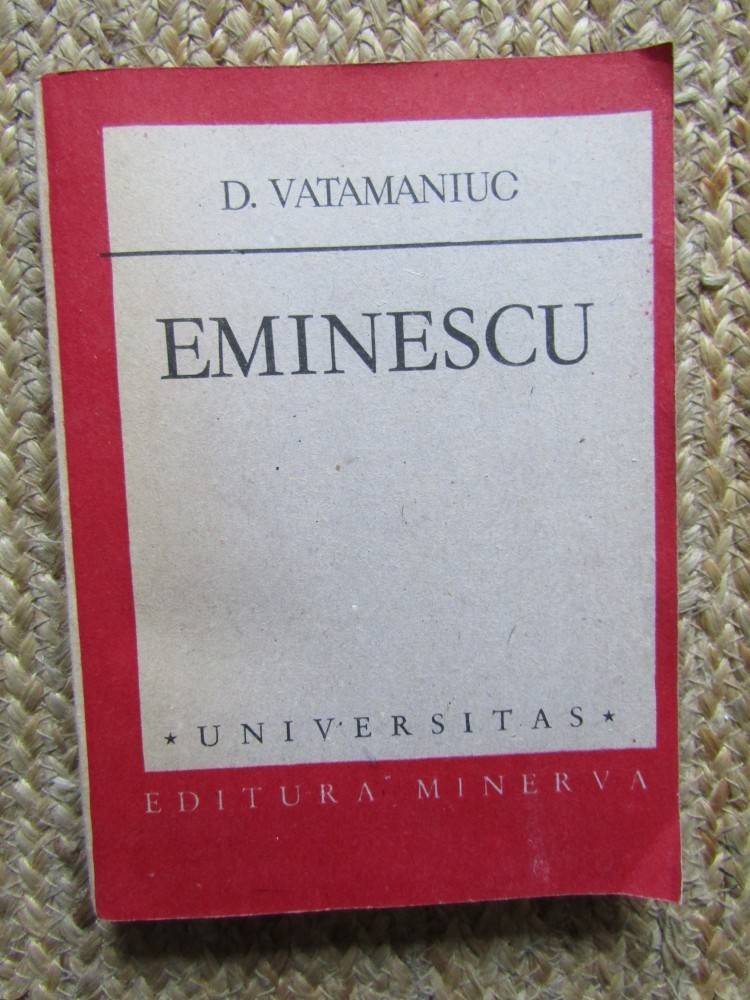 D. VATAMANIUC
EMINESCU
★ UNIVERSITAS ★
EDITURA MINERVA